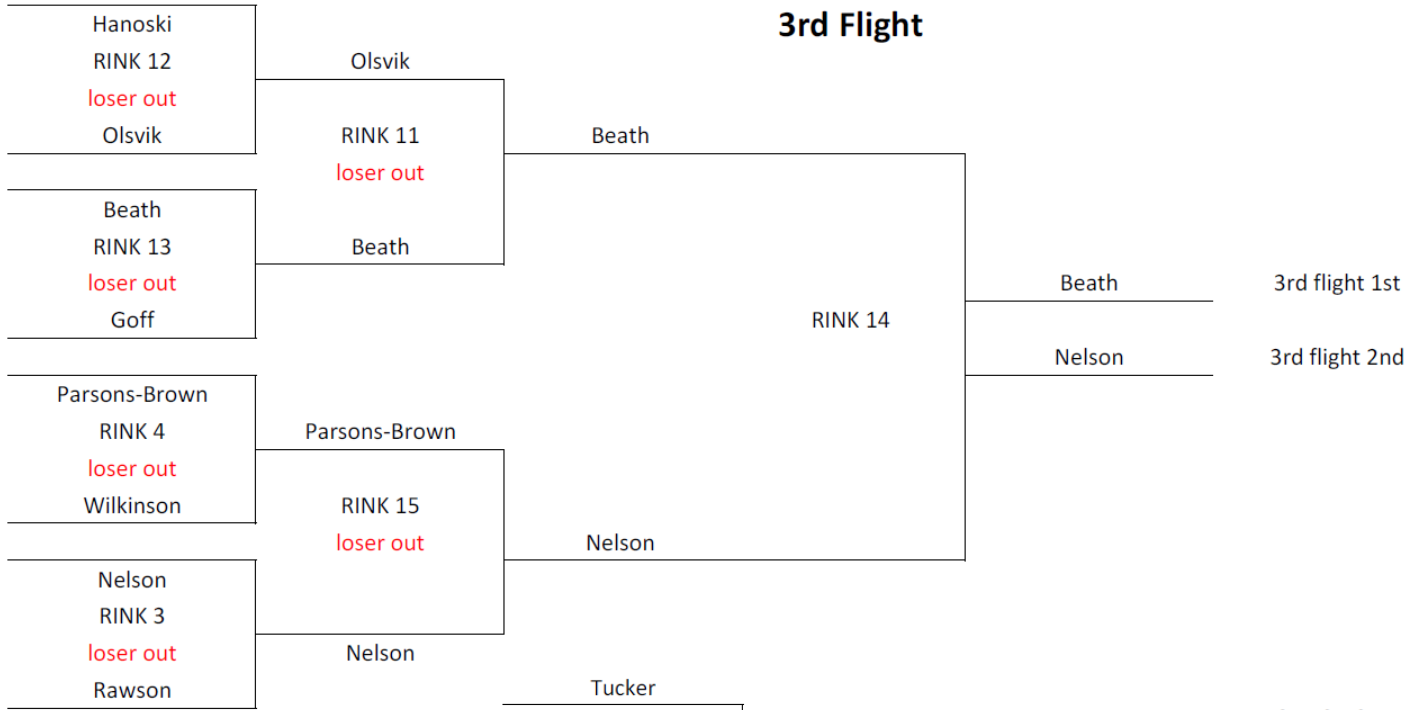 3rd Flight
Hanoski
RINK 12
loser out
Olsvik
Olsvik
RINK 11
loser out
Beath
Beath
RINK 13
loser out
Goff
Beath
Parsons-Brown
RINK 4
loser out
Wilkinson
Parsons-Brown
RINK 15
loser out
Nelson
Nelson
RINK 3
loser out
Rawson
Nelson
RINK 14
Beath
3rd flight 1st
Nelson
3rd flight 2nd
Tucker